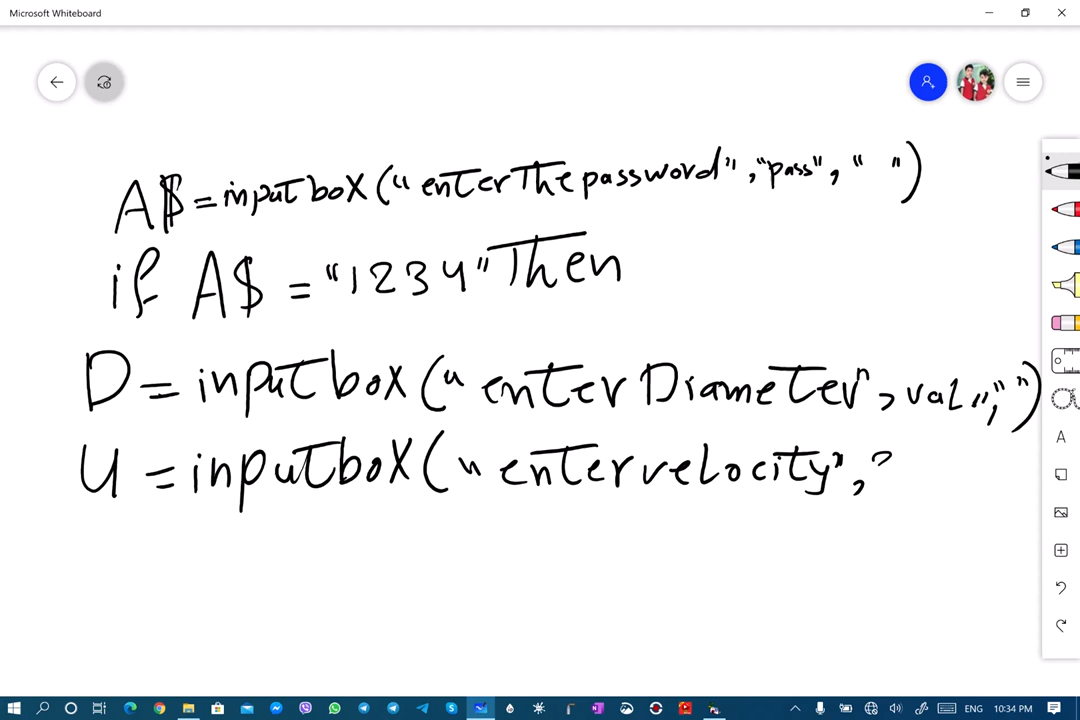 Microsoft Whiteboard
A$=inputboX("enterThepassword","pass"," ")
if A$="1234"Then
D=inputboX("enterDiameter",val,"")
U=inputboX("entervelocity",
A
ENG
10:34 PM